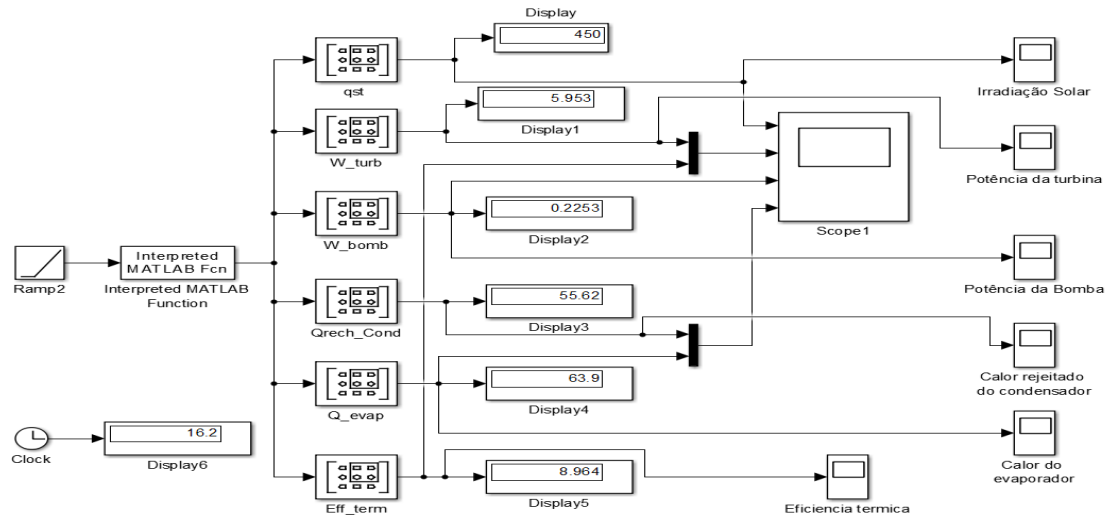 Display
450
qst
Irradiação Solar
5.953
Display1
W_turb
Potência da turbina
0.2253
Display2
W_bomb
Scope1
Interpreted
MATLAB Fcn
Ramp2
Interpreted MATLAB
Function
Potência da Bomba
55.62
Display3
Qrech_Cond
Calor rejeitado
do condensador
63.9
Display4
Q_evap
16.2
Clock
Display6
Calor do
evaporador
8.964
Display5
Eff_term
Eficiencia termica